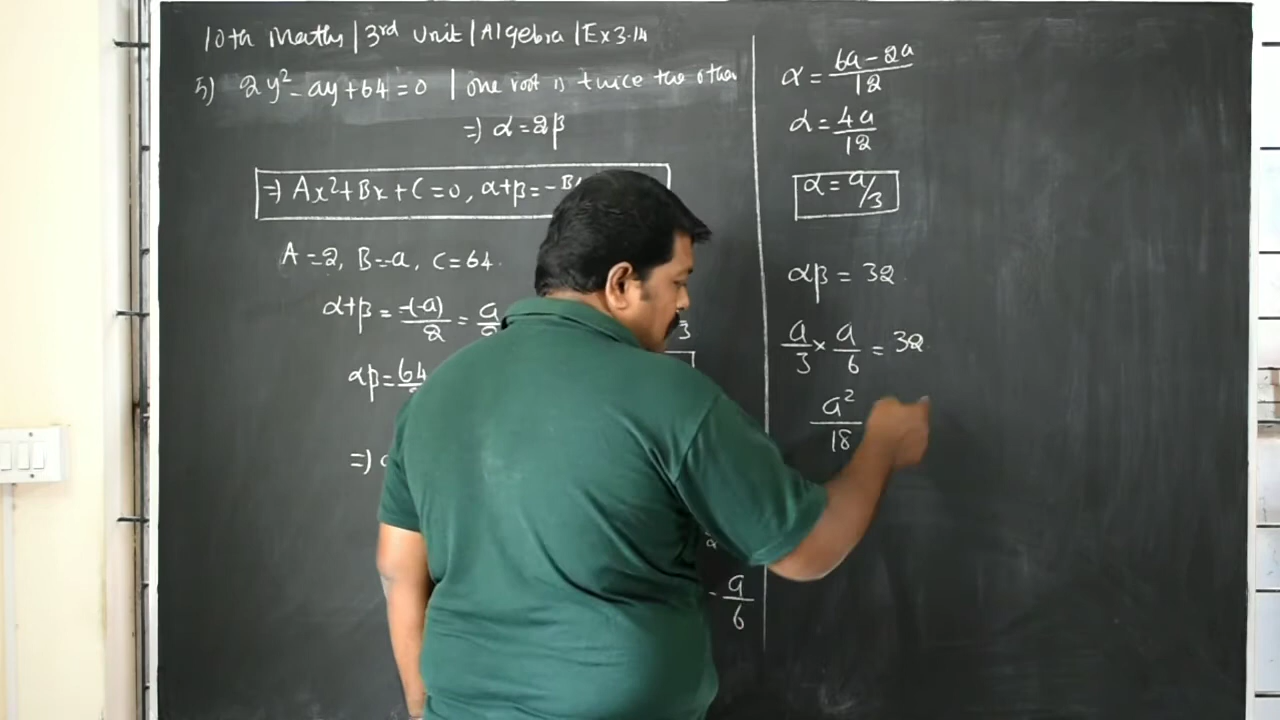 10th Maths | 3rd Unit | Algebra | Ex 3.14
5) 2y² - ay + 64 = 0 | one root is twice the other
=) α = 2β
=) Ax² + Bx + C = 0, α+β = -B
A = 2, B = -a, C = 64.
α+β = -(-a)/2 = a
αβ = 64
=)
3
2
- a/6
α = 6a - 2a/12
α = 4a/12
α = a/3
αβ = 32.
a/3 × a/6 = 32.
a²/18